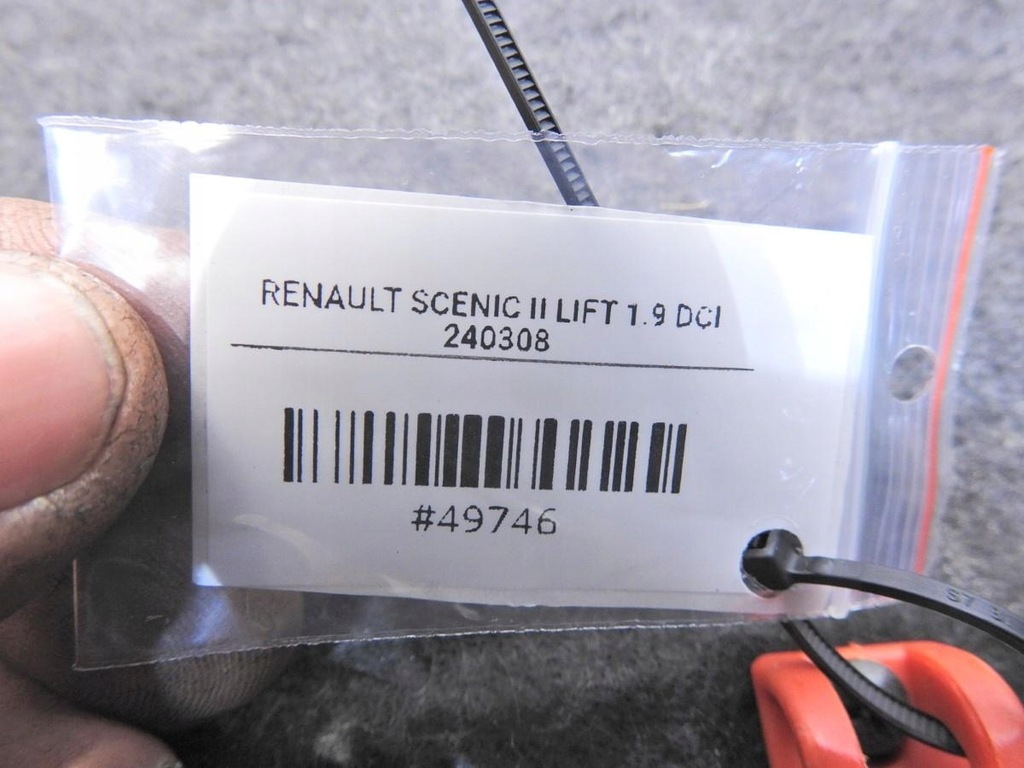 RENAULT SCENIC II LIFT 1.9 DCI
240308
#49746